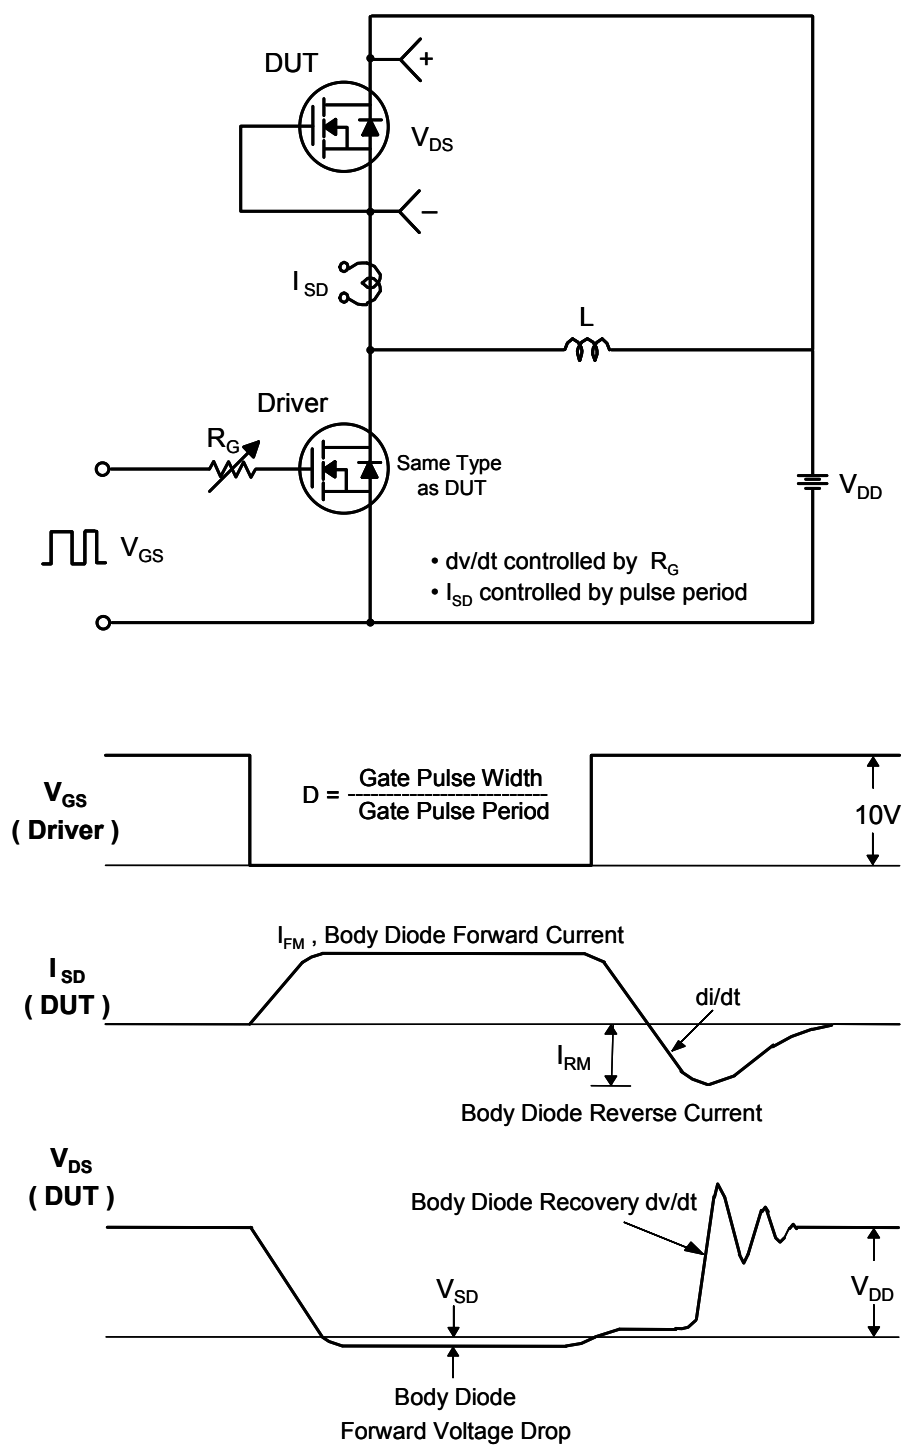 DUT
+
V_DS
–
I_SD
L
Driver
R_G
Same Type
as DUT
V_DD
V_GS
• dv/dt controlled by R_G
• I_SD controlled by pulse period
V_GS
( Driver )
D = Gate Pulse Width
--------------------------
Gate Pulse Period
10V
I_FM , Body Diode Forward Current
I_SD
( DUT )
di/dt
I_RM
Body Diode Reverse Current
V_DS
( DUT )
Body Diode Recovery dv/dt
V_SD
V_DD
Body Diode
Forward Voltage Drop